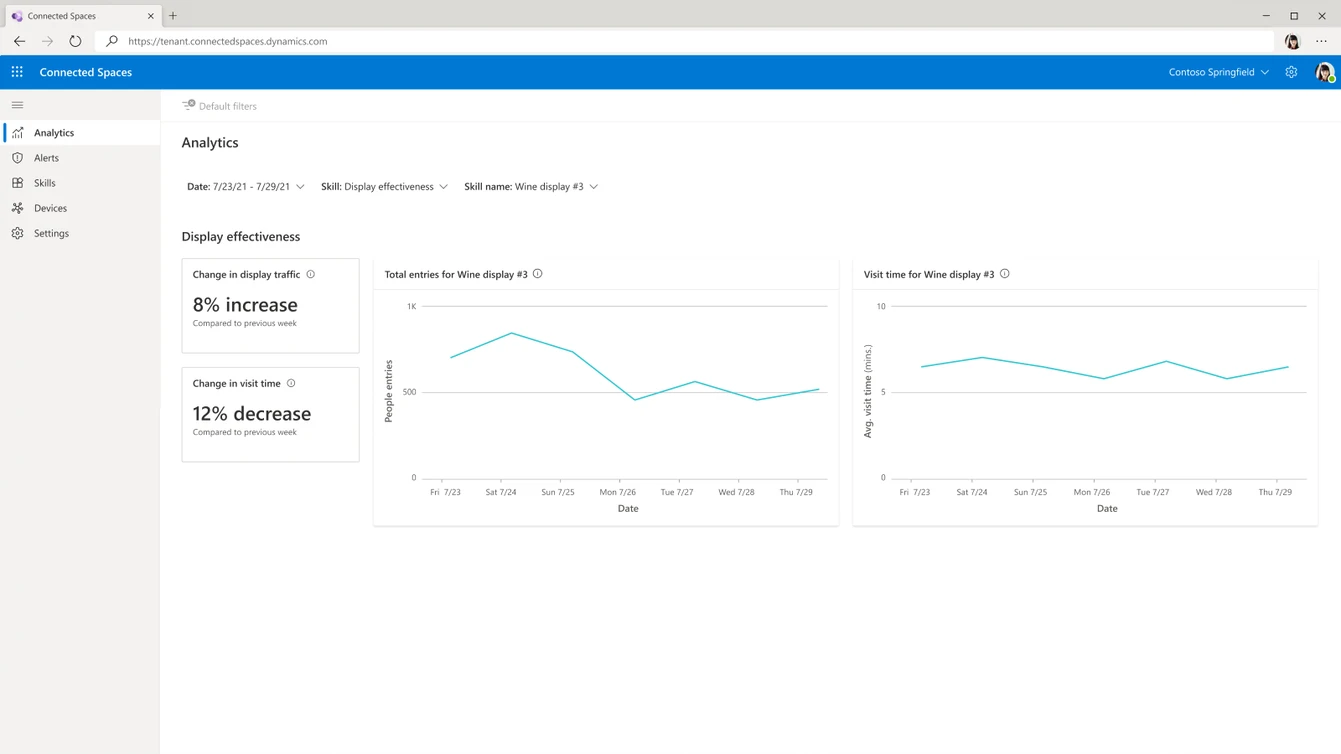 Connected Spaces
https://tenant.connectedspaces.dynamics.com
Connected Spaces
Contoso Springfield
Default filters
Analytics
Alerts
Skills
Devices
Settings
Analytics
Date: 7/23/21 - 7/29/21
Skill: Display effectiveness
Skill name: Wine display #3
Display effectiveness
Change in display traffic
8% increase
Compared to previous week
Change in visit time
12% decrease
Compared to previous week
Total entries for Wine display #3
1K
500
0
People entries
Fri 7/23 Sat 7/24 Sun 7/25 Mon 7/26 Tue 7/27 Wed 7/28 Thu 7/29
Date
Visit time for Wine display #3
10
5
0
Avg. visit time (mins.)
Fri 7/23 Sat 7/24 Sun 7/25 Mon 7/26 Tue 7/27 Wed 7/28 Thu 7/29
Date